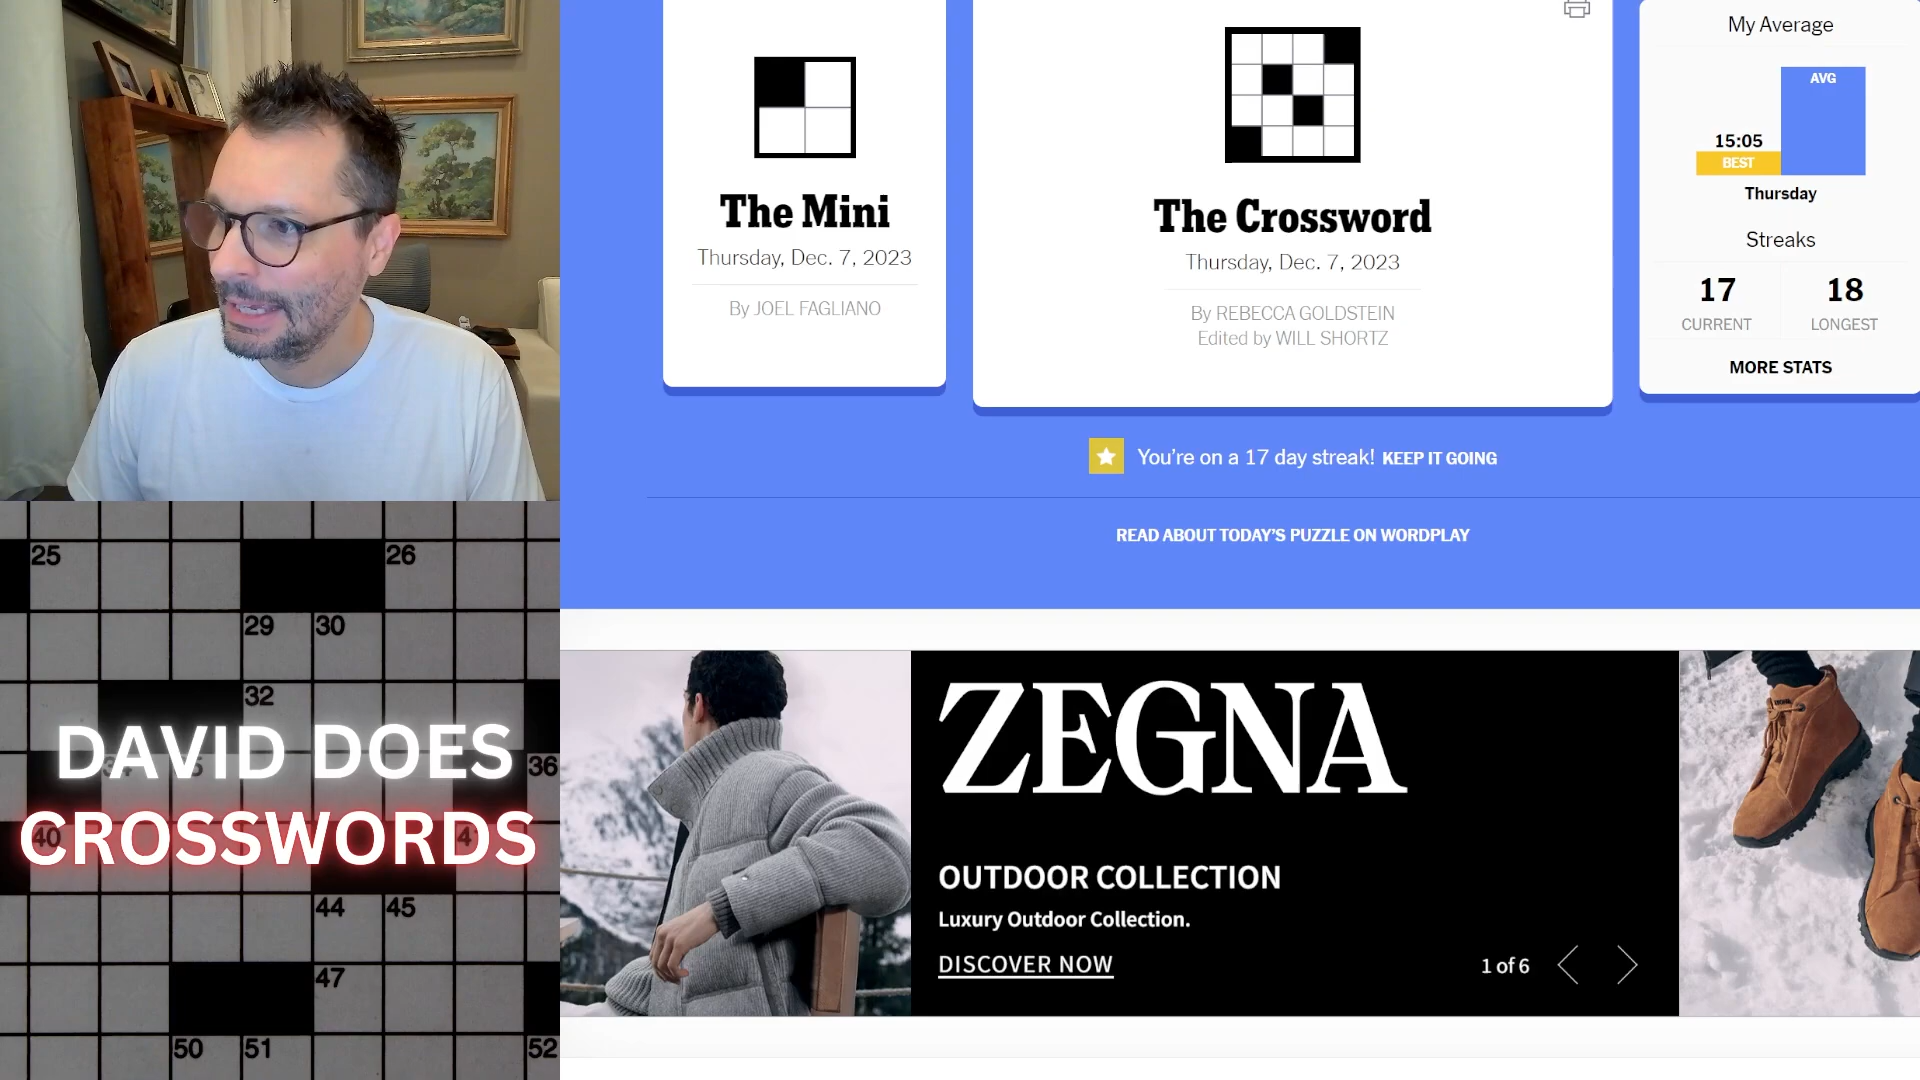 The Mini
Thursday, Dec. 7, 2023
By JOEL FAGLIANO
The Crossword
Thursday, Dec. 7, 2023
By REBECCA GOLDSTEIN
Edited by WILL SHORTZ
My Average
AVG
15:05
BEST
Thursday
Streaks
17
18
CURRENT
LONGEST
MORE STATS
You're on a 17 day streak! KEEP IT GOING
READ ABOUT TODAY'S PUZZLE ON WORDPLAY
25
26
29
30
32
DAVID DOES
36
CROSSWORDS
40
44
45
47
50
51
52
ZEGNA
OUTDOOR COLLECTION
Luxury Outdoor Collection.
DISCOVER NOW
1 of 6